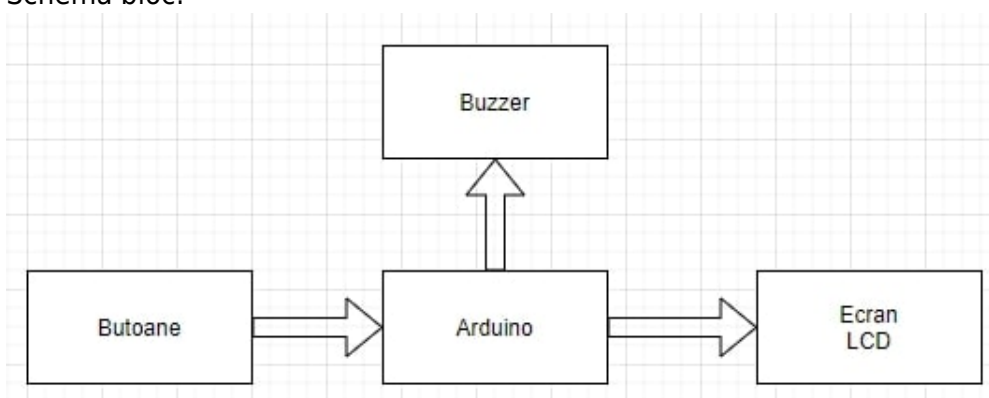 Schema bloc:
Buzzer
Butoane
Arduino
Ecran
LCD